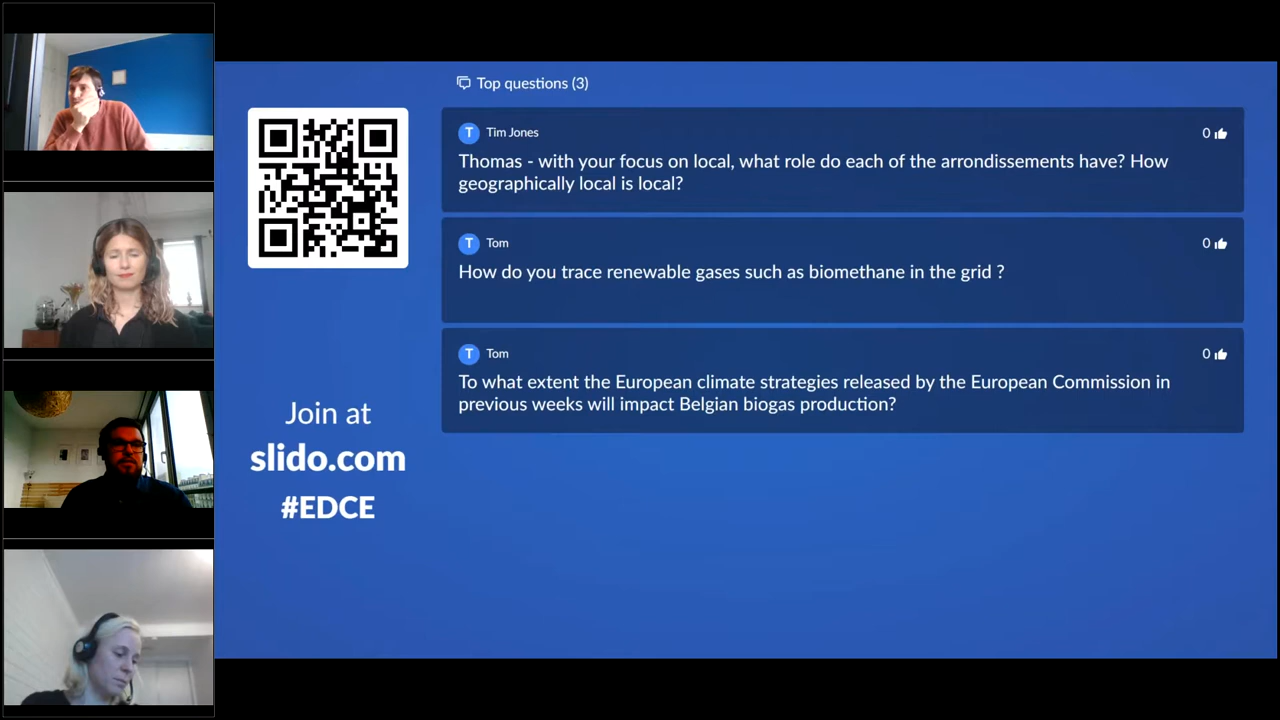 Top questions (3)
T Tim Jones 0
Thomas - with your focus on local, what role do each of the arrondissements have? How
geographically local is local?
T Tom 0
How do you trace renewable gases such as biomethane in the grid ?
T Tom 0
To what extent the European climate strategies released by the European Commission in
previous weeks will impact Belgian biogas production?
Join at
slido.com
#EDCE